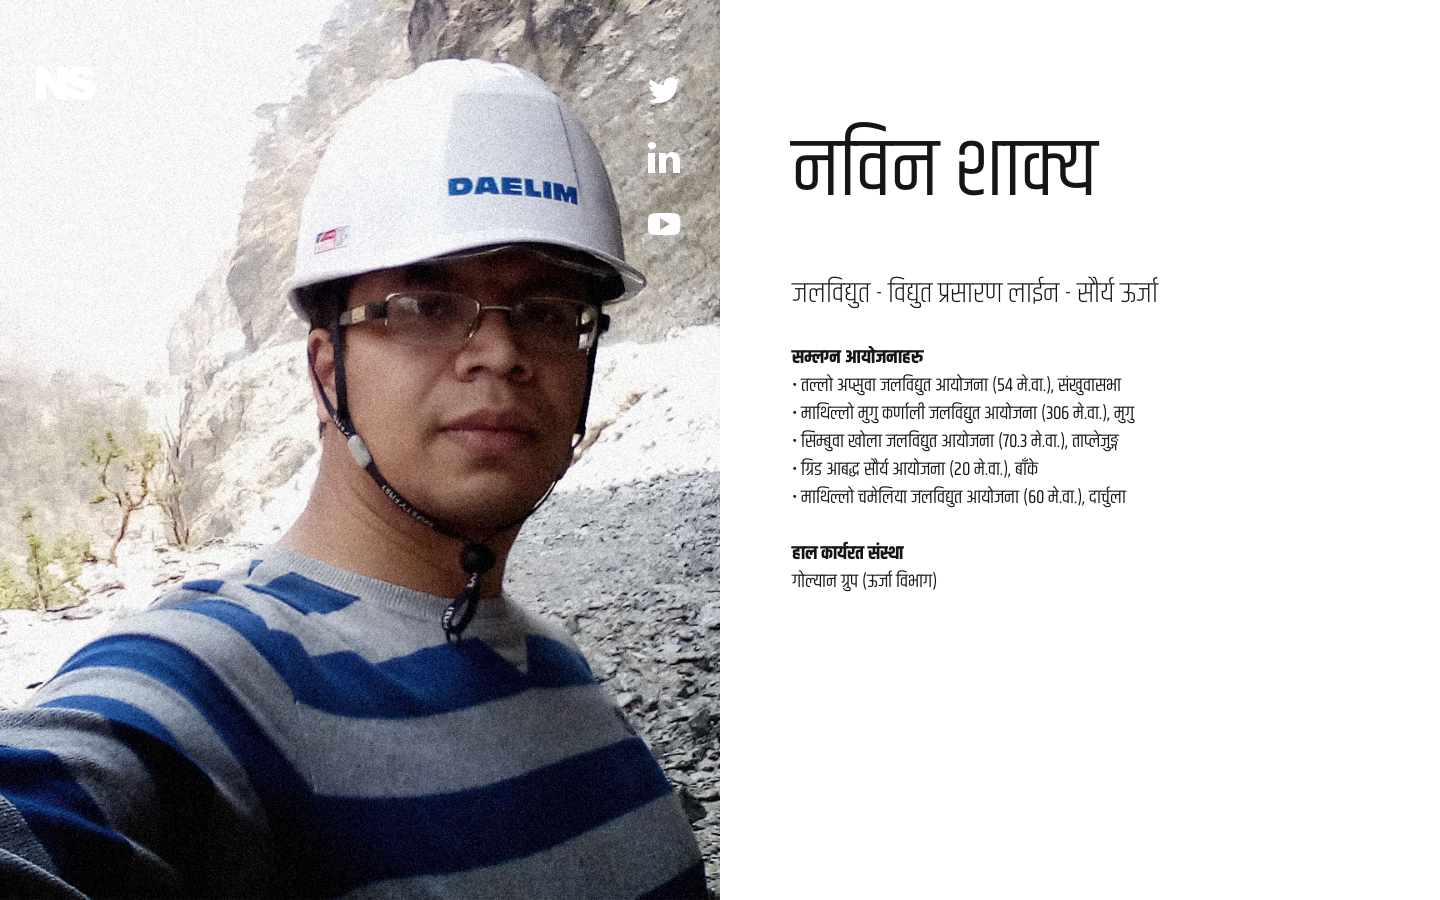 NS
DAELIM
नविन शाक्य
जलविद्युत - विद्युत प्रसारण लाईन - सौर्य ऊर्जा
सम्लग्न आयोजनाहरु
• तल्लो अप्सुवा जलविद्युत आयोजना (54 मे.वा.), संखुवासभा
• माथिल्लो मुगु कर्णाली जलविद्युत आयोजना (306 मे.वा.), मुगु
• सिम्बुवा खोला जलविद्युत आयोजना (70.3 मे.वा.), ताप्लेजुङ्ग
• ग्रिड आबद्ध सौर्य आयोजना (20 मे.वा.), बाँके
• माथिल्लो चमेलिया जलविद्युत आयोजना (60 मे.वा.), दार्चुला
हाल कार्यरत संस्था
गोल्यान ग्रुप (ऊर्जा विभाग)